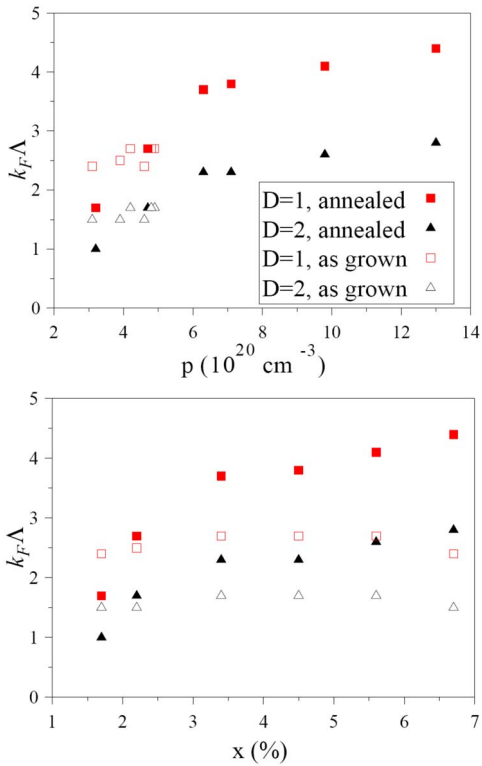 5
4
3
2
1
0
k_F Λ
D=1, annealed
D=2, annealed
D=1, as grown
D=2, as grown
2 4 6 8 10 12 14
p (10^20 cm^-3)
5
4
3
2
1
0
k_F Λ
1 2 3 4 5 6 7
x (%)